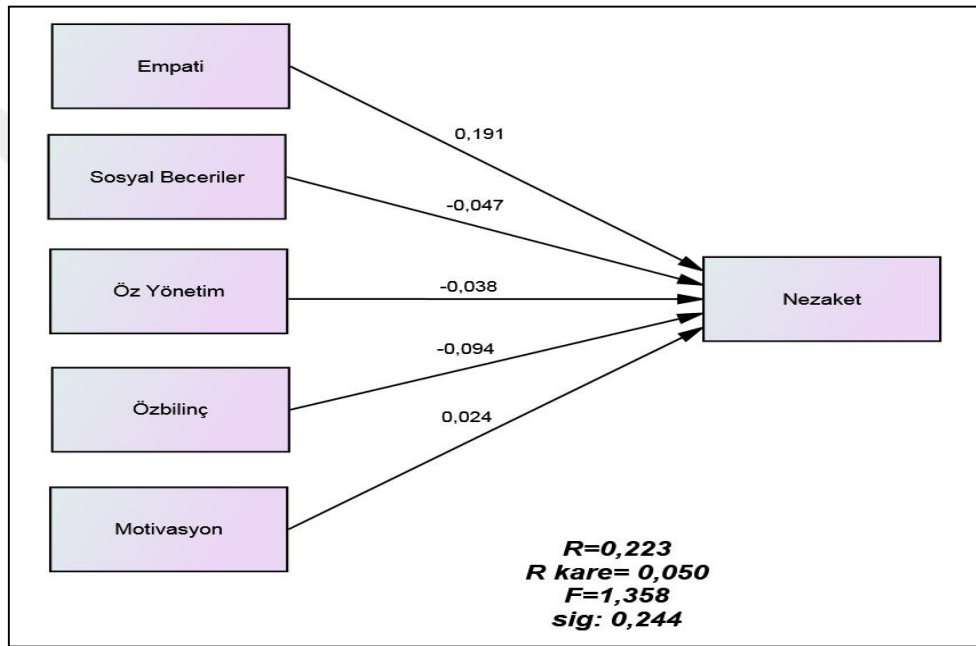 Empati
0,191
Sosyal Beceriler
-0,047
Öz Yönetim
-0,038
Nezaket
-0,094
Özbilinç
0,024
Motivasyon
R=0,223
R kare= 0,050
F=1,358
sig: 0,244